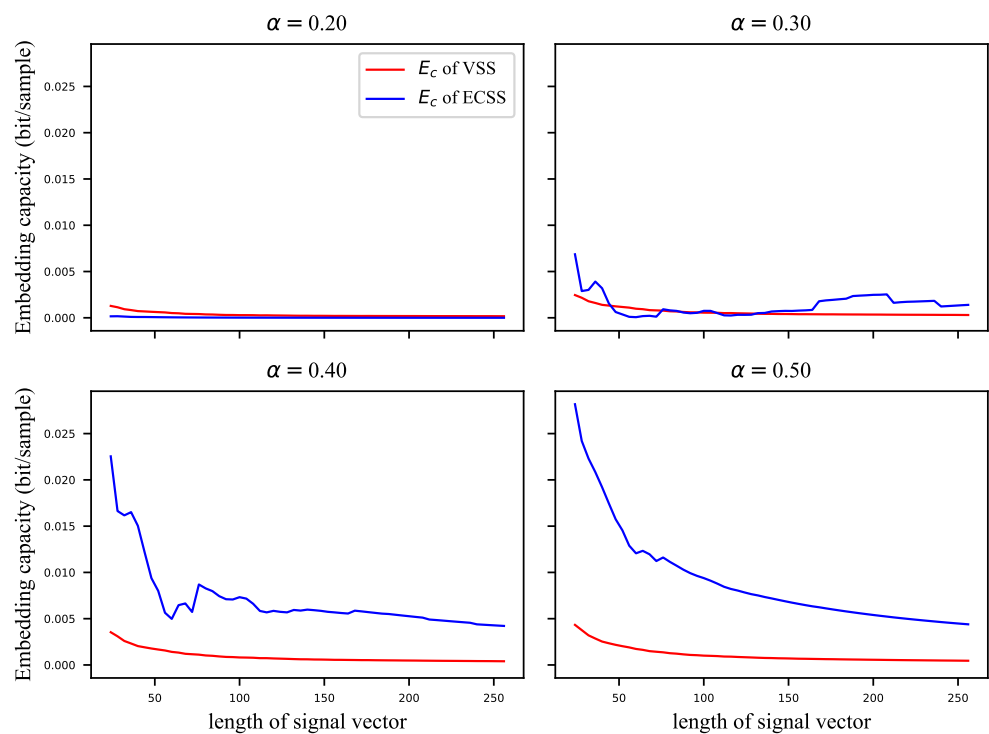 α = 0.20
α = 0.30
Embedding capacity (bit/sample)
0.025
0.020
0.015
0.010
0.005
0.000
E_c of VSS
E_c of ECSS
α = 0.40
α = 0.50
Embedding capacity (bit/sample)
0.025
0.020
0.015
0.010
0.005
0.000
50 100 150 200 250
50 100 150 200 250
length of signal vector
length of signal vector